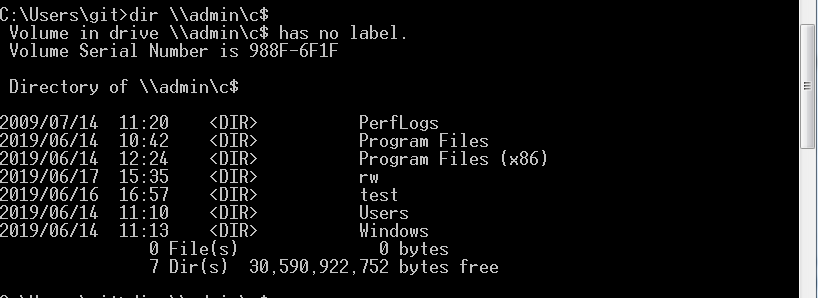 C:\Users\git>dir \\admin\c$
 Volume in drive \\admin\c$ has no label.
 Volume Serial Number is 988F-6F1F

 Directory of \\admin\c$

2009/07/14  11:20    <DIR>          PerfLogs
2019/06/14  10:42    <DIR>          Program Files
2019/06/14  12:24    <DIR>          Program Files (x86)
2019/06/17  15:35    <DIR>          rw
2019/06/16  16:57    <DIR>          test
2019/06/14  11:10    <DIR>          Users
2019/06/14  11:13    <DIR>          Windows
               0 File(s)              0 bytes
               7 Dir(s)  30,590,922,752 bytes free

C:\Users\git>dir \\admin\c$